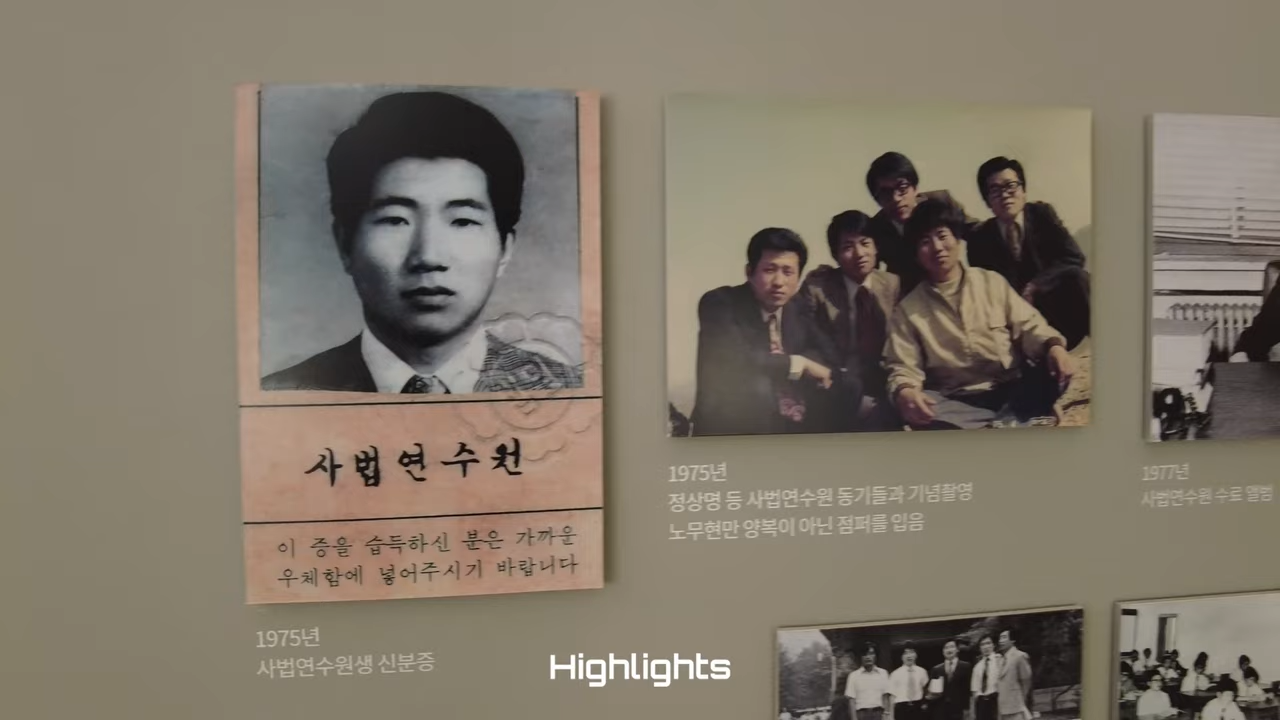 사법연수원
이 증을 습득하신 분은 가까운
우체함에 넣어주시기 바랍니다
1975년
사법연수원생 신분증
1975년
정상명 등 사법연수원 동기들과 기념촬영
노무현만 양복이 아닌 점퍼를 입음
1977년
사법연수원 수료 앨범
Highlights